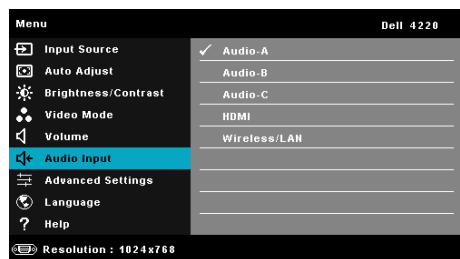 Menu
Dell 4220
Input Source
Auto Adjust
Brightness/Contrast
Video Mode
Volume
Audio Input
Advanced Settings
Language
? Help
Audio-A
Audio-B
Audio-C
HDMI
Wireless/LAN
Resolution : 1024x768